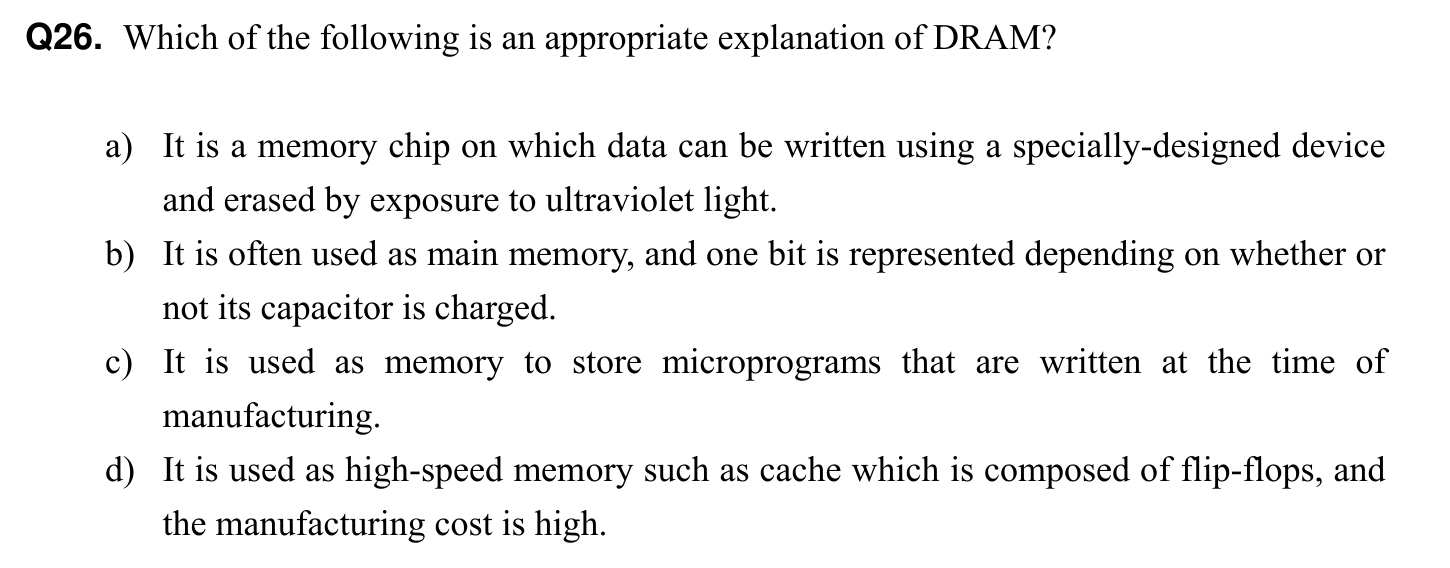 Q26. Which of the following is an appropriate explanation of DRAM?
a) It is a memory chip on which data can be written using a specially-designed device
and erased by exposure to ultraviolet light.
b) It is often used as main memory, and one bit is represented depending on whether or
not its capacitor is charged.
c) It is used as memory to store microprograms that are written at the time of
manufacturing.
d) It is used as high-speed memory such as cache which is composed of flip-flops, and
the manufacturing cost is high.